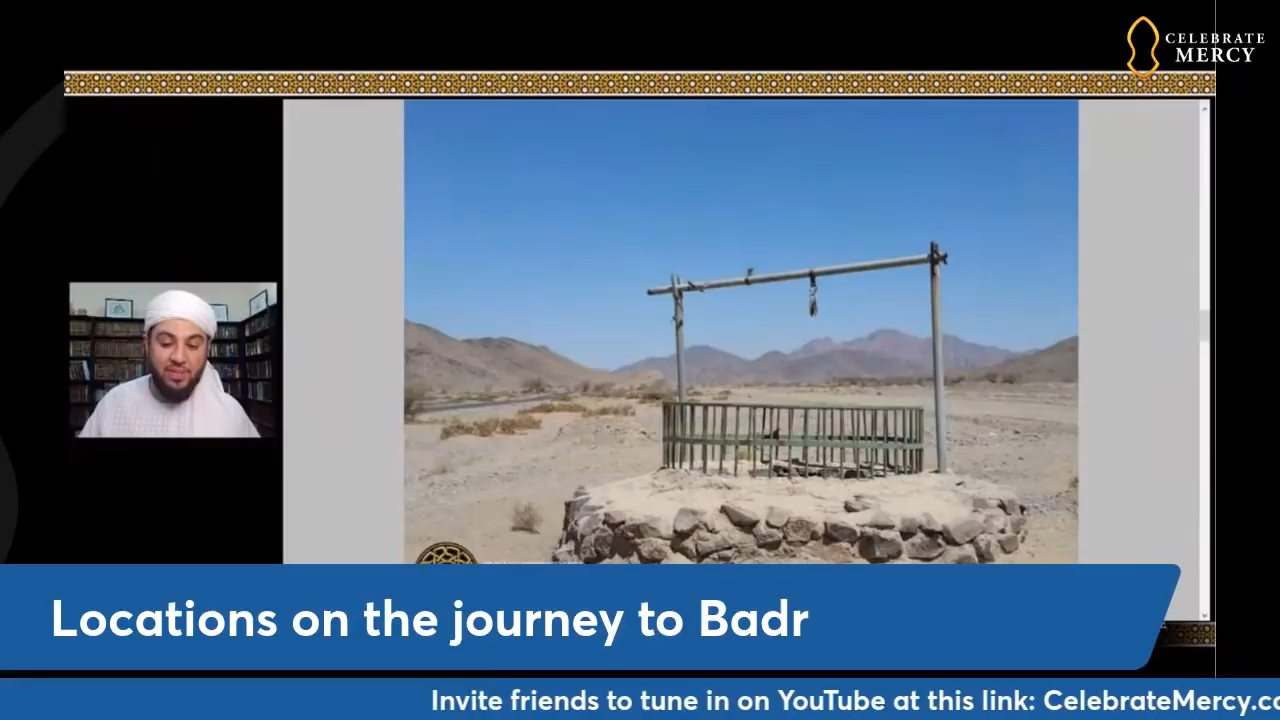 CELEBRATE
MERCY
Locations on the journey to Badr
Invite friends to tune in on YouTube at this link: CelebrateMercy.co